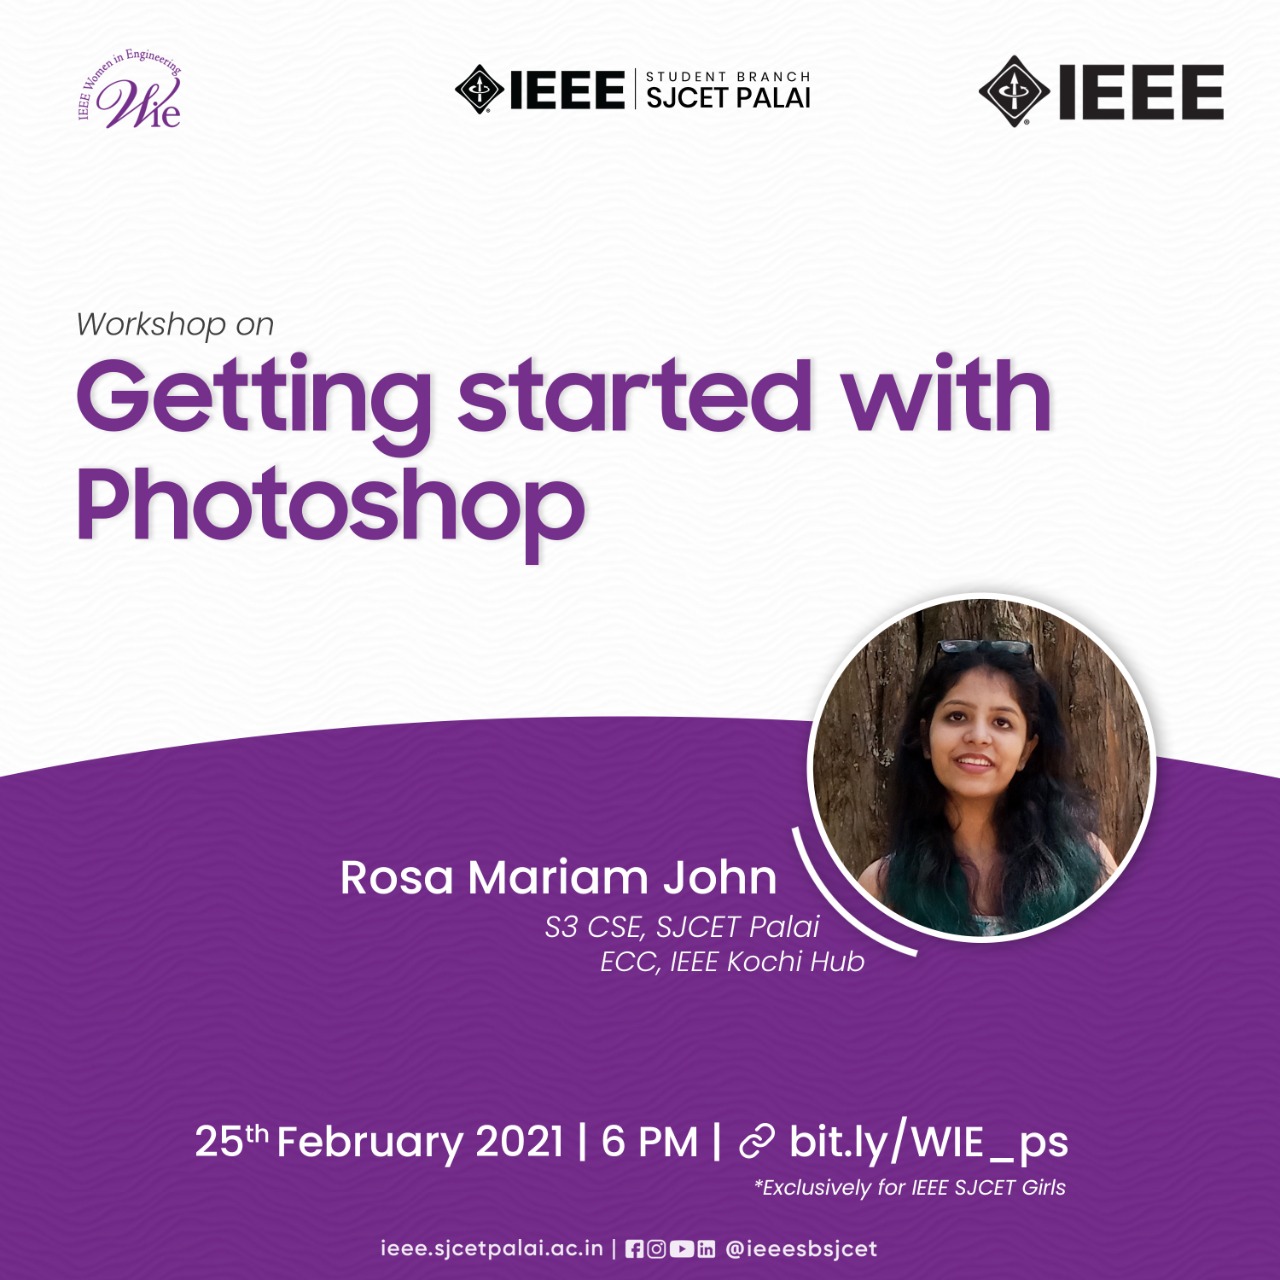 IEEE Women in Engineering
Wie
IEEE
STUDENT BRANCH
SJCET PALAI
IEEE
Workshop on
Getting started with
Photoshop
Rosa Mariam John
S3 CSE, SJCET Palai
ECC, IEEE Kochi Hub
25th February 2021 | 6 PM | bit.ly/WIE_ps
*Exclusively for IEEE SJCET Girls
ieee.sjcetpalai.ac.in | @ieeesbsjcet